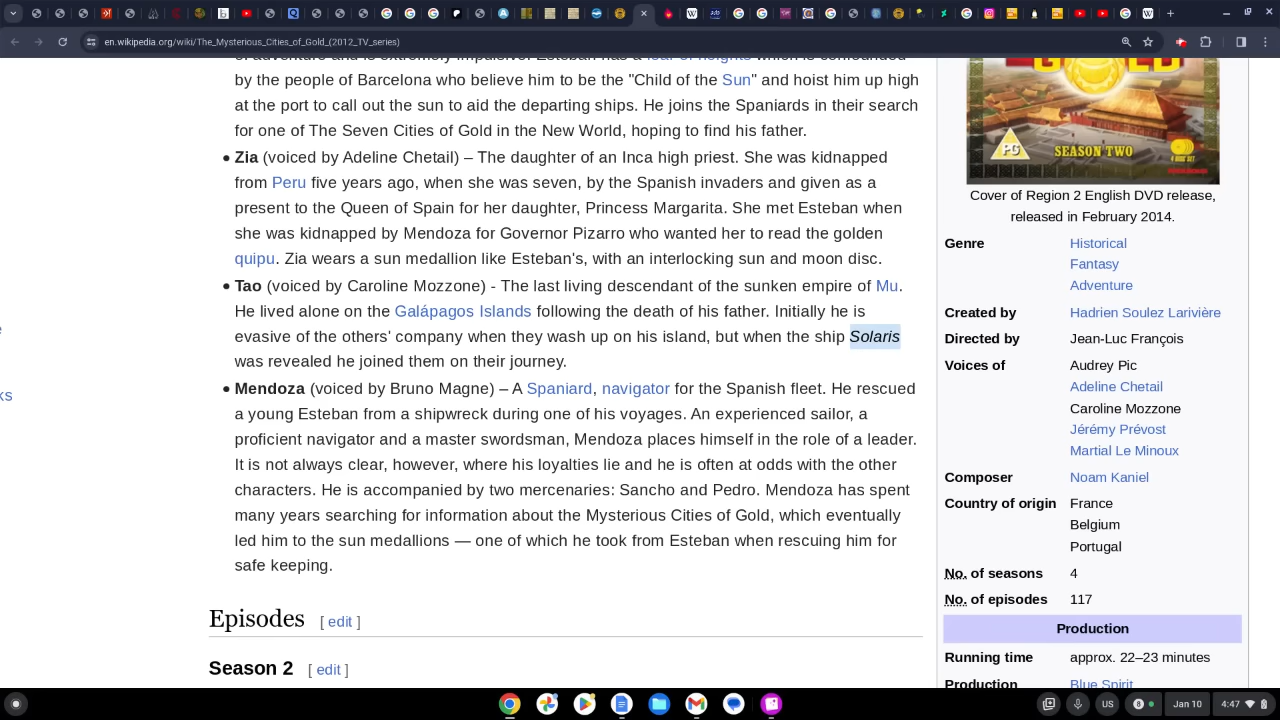 en.wikipedia.org/wiki/The_Mysterious_Cities_of_Gold_(2012_TV_series)
by the people of Barcelona who believe him to be the "Child of the Sun" and hoist him up high
at the port to call out the sun to aid the departing ships. He joins the Spaniards in their search
for one of The Seven Cities of Gold in the New World, hoping to find his father.
• Zia (voiced by Adeline Chetail) – The daughter of an Inca high priest. She was kidnapped
from Peru five years ago, when she was seven, by the Spanish invaders and given as a
present to the Queen of Spain for her daughter, Princess Margarita. She met Esteban when
she was kidnapped by Mendoza for Governor Pizarro who wanted her to read the golden
quipu. Zia wears a sun medallion like Esteban's, with an interlocking sun and moon disc.
• Tao (voiced by Caroline Mozzone) - The last living descendant of the sunken empire of Mu.
He lived alone on the Galápagos Islands following the death of his father. Initially he is
evasive of the others' company when they wash up on his island, but when the ship Solaris
was revealed he joined them on their journey.
• Mendoza (voiced by Bruno Magne) – A Spaniard, navigator for the Spanish fleet. He rescued
a young Esteban from a shipwreck during one of his voyages. An experienced sailor, a
proficient navigator and a master swordsman, Mendoza places himself in the role of a leader.
It is not always clear, however, where his loyalties lie and he is often at odds with the other
characters. He is accompanied by two mercenaries: Sancho and Pedro. Mendoza has spent
many years searching for information about the Mysterious Cities of Gold, which eventually
led him to the sun medallions — one of which he took from Esteban when rescuing him for
safe keeping.
Episodes [ edit ]
Season 2 [ edit ]
GOLD
PG
SEASON TWO
Cover of Region 2 English DVD release,
released in February 2014.
Genre Historical
Fantasy
Adventure
Created by Hadrien Soulez Larivière
Directed by Jean-Luc François
Voices of Audrey Pic
Adeline Chetail
Caroline Mozzone
Jérémy Prévost
Martial Le Minoux
Composer Noam Kaniel
Country of origin France
Belgium
Portugal
No. of seasons 4
No. of episodes 117
Production
Running time approx. 22–23 minutes
Production Blue Spirit
US
8
Jan 10
4:47